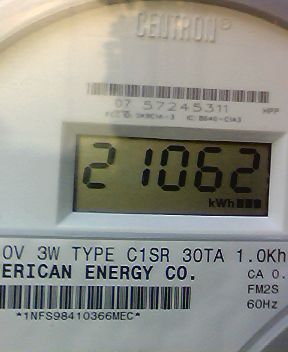 CENTRON®
07 57245311 HPP
21062
kWh
0V 3W TYPE C1SR 30TA 1.0Kh
ERICAN ENERGY CO. CA 0.
FM2S
*1NFS98410366MEC* 60Hz